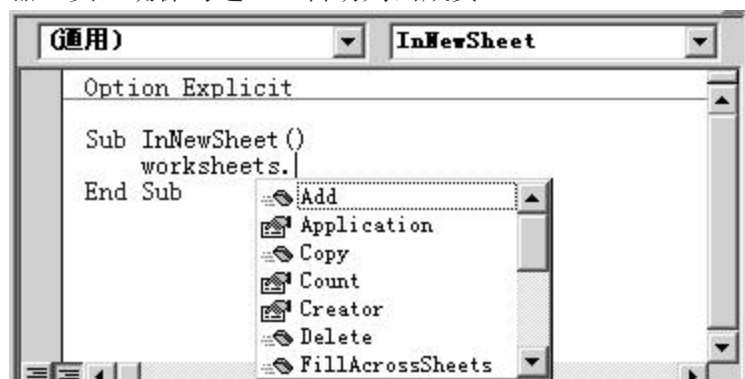 (通用)
InNewSheet
Option Explicit
Sub InNewSheet()
worksheets.
End Sub
Add
Application
Copy
Count
Creator
Delete
FillAcrossSheets